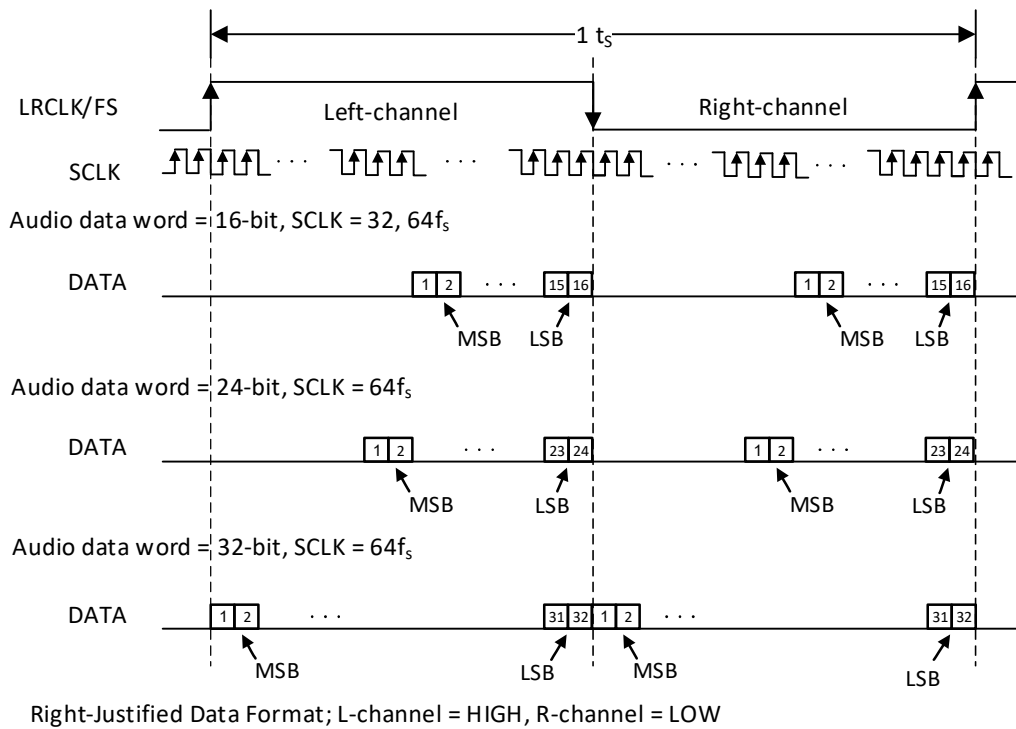 1 tS
LRCLK/FS
Left-channel
Right-channel
SCLK
. . .
. . .
. . .
. . .
Audio data word = 16-bit, SCLK = 32, 64fs
DATA
1 2 . . . 15 16 1 2 . . . 15 16
MSB LSB MSB LSB
Audio data word = 24-bit, SCLK = 64fs
DATA
1 2 . . . 23 24 1 2 . . . 23 24
MSB LSB MSB LSB
Audio data word = 32-bit, SCLK = 64fs
DATA
1 2 . . . 31 32 1 2 . . . 31 32
MSB LSB MSB LSB
Right-Justified Data Format; L-channel = HIGH, R-channel = LOW